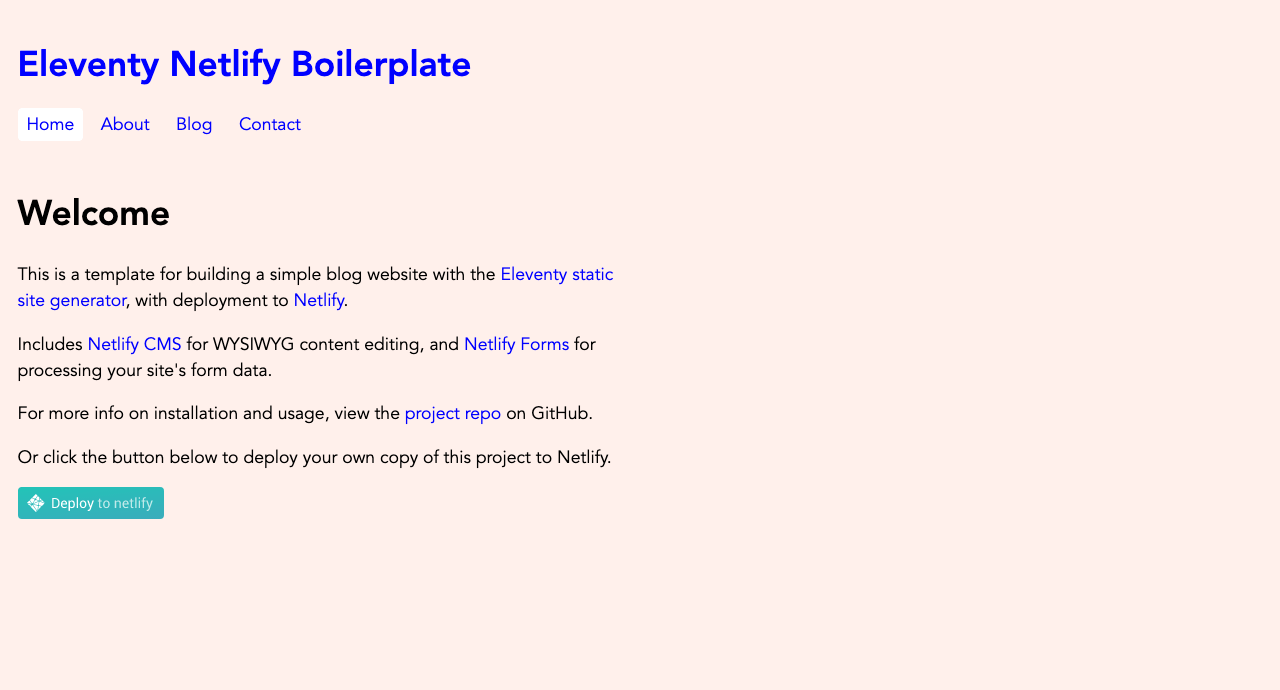 Eleventy Netlify Boilerplate
Home About Blog Contact
Welcome
This is a template for building a simple blog website with the Eleventy static
site generator, with deployment to Netlify.
Includes Netlify CMS for WYSIWYG content editing, and Netlify Forms for
processing your site's form data.
For more info on installation and usage, view the project repo on GitHub.
Or click the button below to deploy your own copy of this project to Netlify.
Deploy to netlify